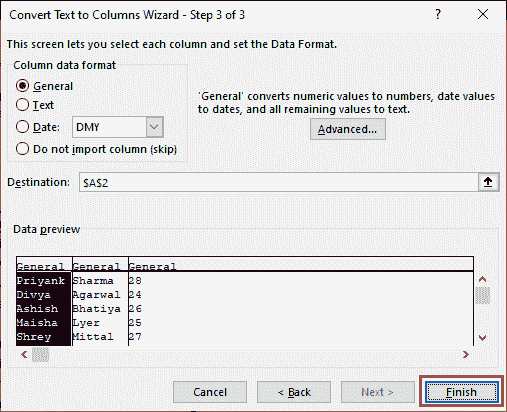 Convert Text to Columns Wizard - Step 3 of 3 ? ×
This screen lets you select each column and set the Data Format.
Column data format
General
Text
Date: DMY
Do not import column (skip)
'General' converts numeric values to numbers, date values
to dates, and all remaining values to text.
Advanced...
Destination: $A$2
Data preview
General General General
Priyank Sharma 28
Divya Agarwal 24
Ashish Bhatiya 26
Maisha Lyer 25
Shrey Mittal 27
Cancel < Back Next > Finish